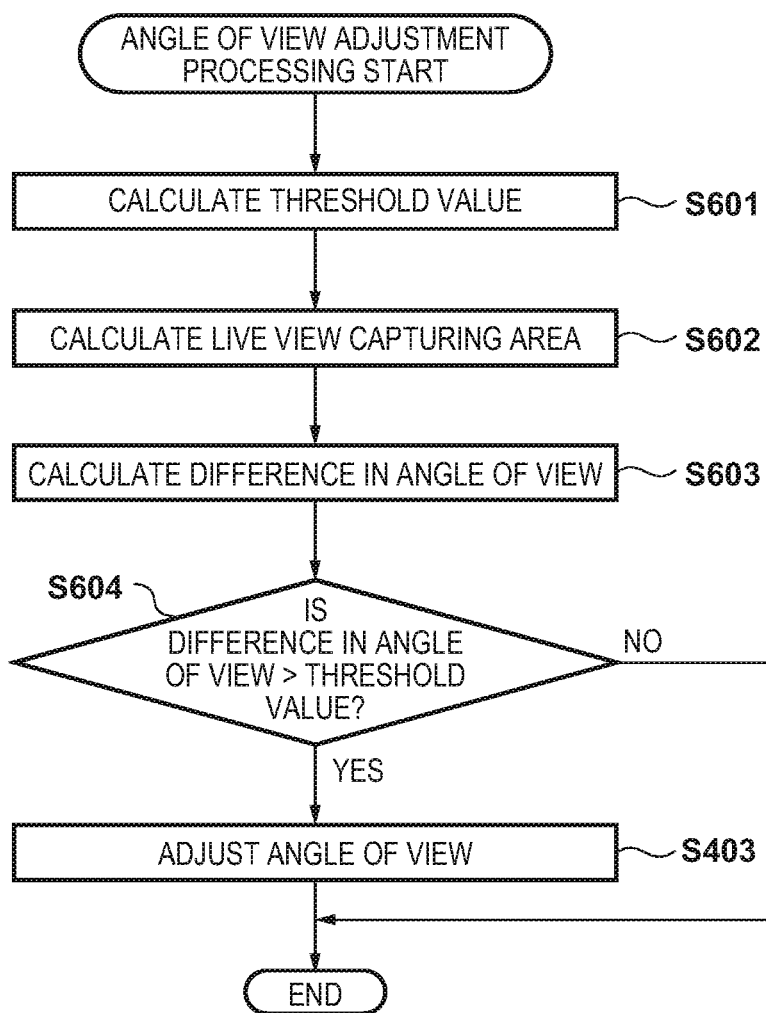 ANGLE OF VIEW ADJUSTMENT
PROCESSING START
CALCULATE THRESHOLD VALUE
S601
CALCULATE LIVE VIEW CAPTURING AREA
S602
CALCULATE DIFFERENCE IN ANGLE OF VIEW
S603
S604
IS
DIFFERENCE IN ANGLE
OF VIEW > THRESHOLD
VALUE?
NO
YES
ADJUST ANGLE OF VIEW
S403
END